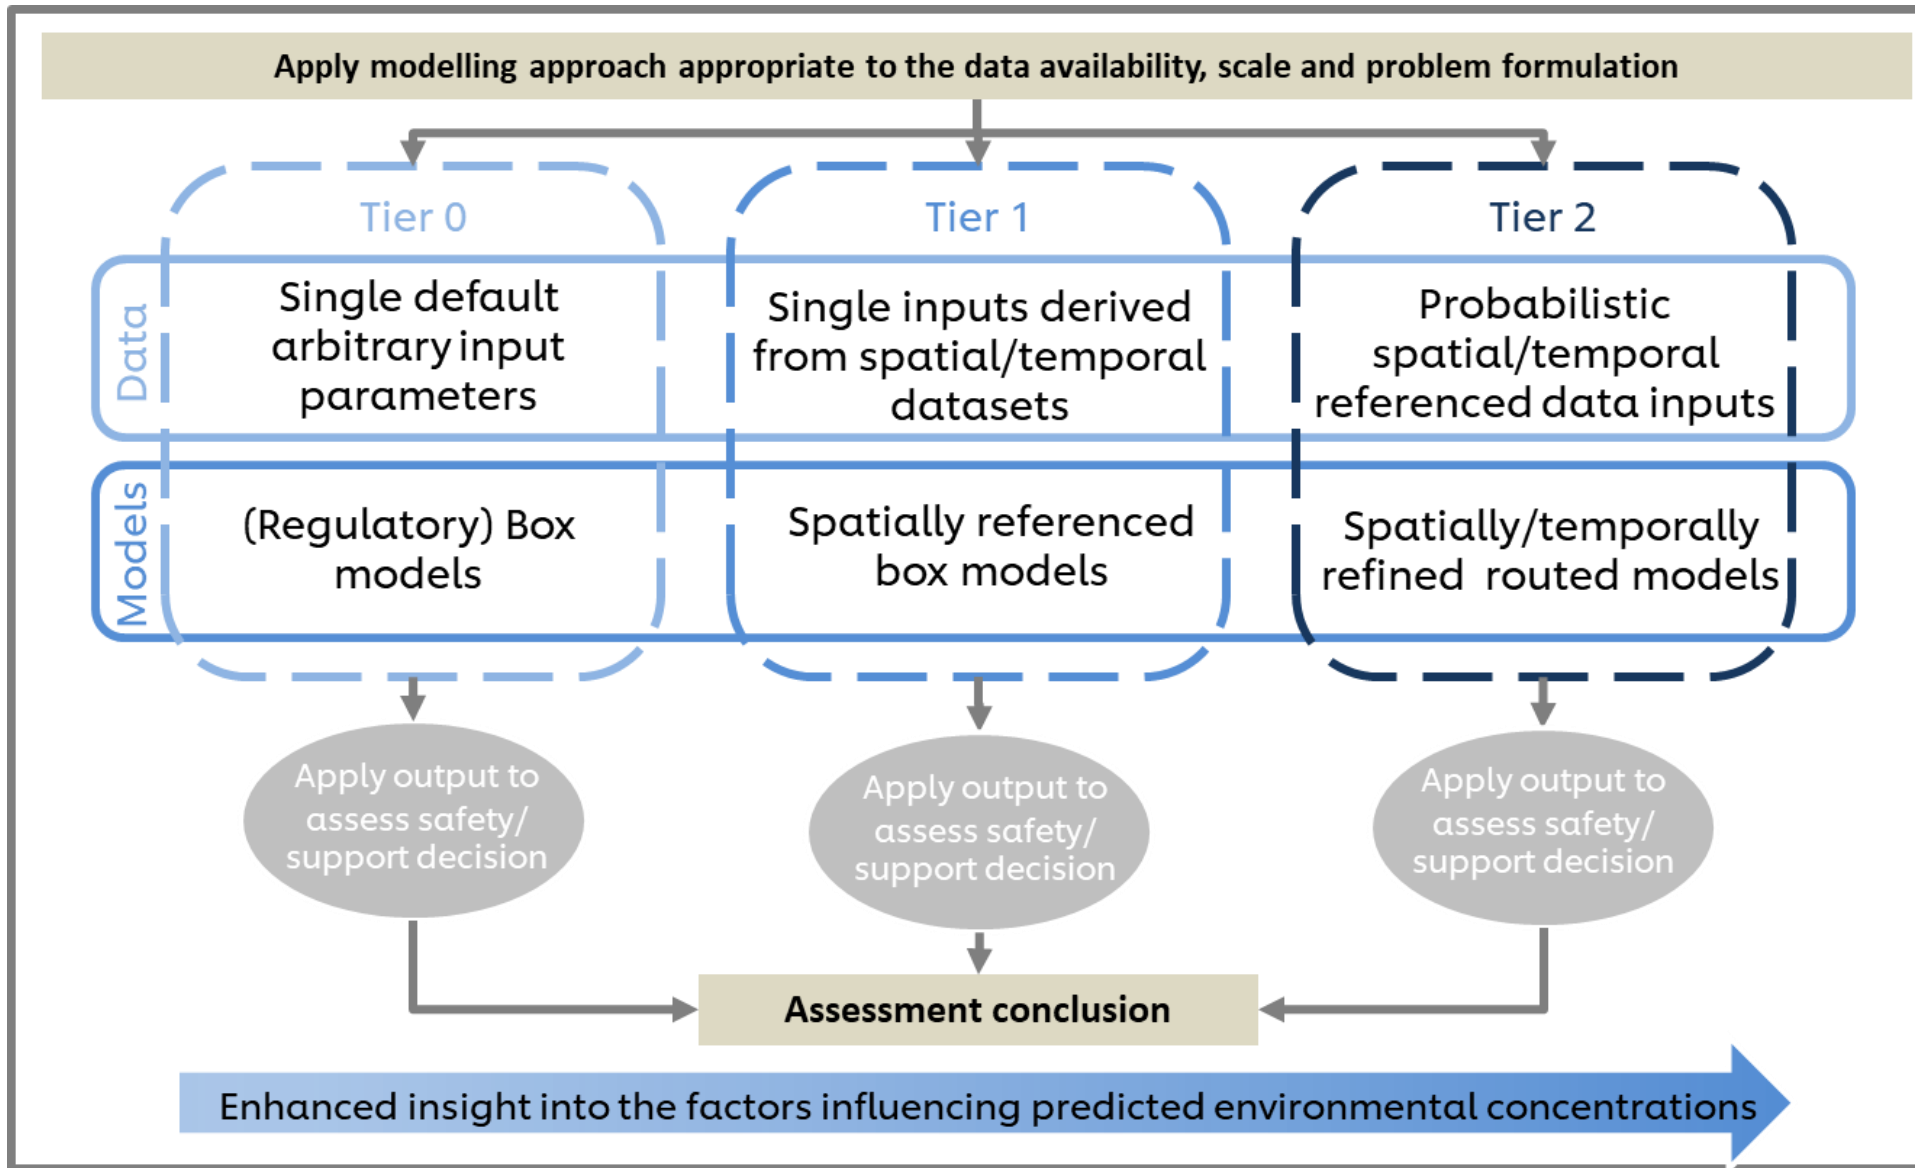 Apply modelling approach appropriate to the data availability, scale and problem formulation
Tier 0
Tier 1
Tier 2
Data
Single default
arbitrary input
parameters
Single inputs derived
from spatial/temporal
datasets
Probabilistic
spatial/temporal
referenced data inputs
Models
(Regulatory) Box
models
Spatially referenced
box models
Spatially/temporally
refined routed models
Apply output to
assess safety/
support decision
Apply output to
assess safety/
support decision
Apply output to
assess safety/
support decision
Assessment conclusion
Enhanced insight into the factors influencing predicted environmental concentrations